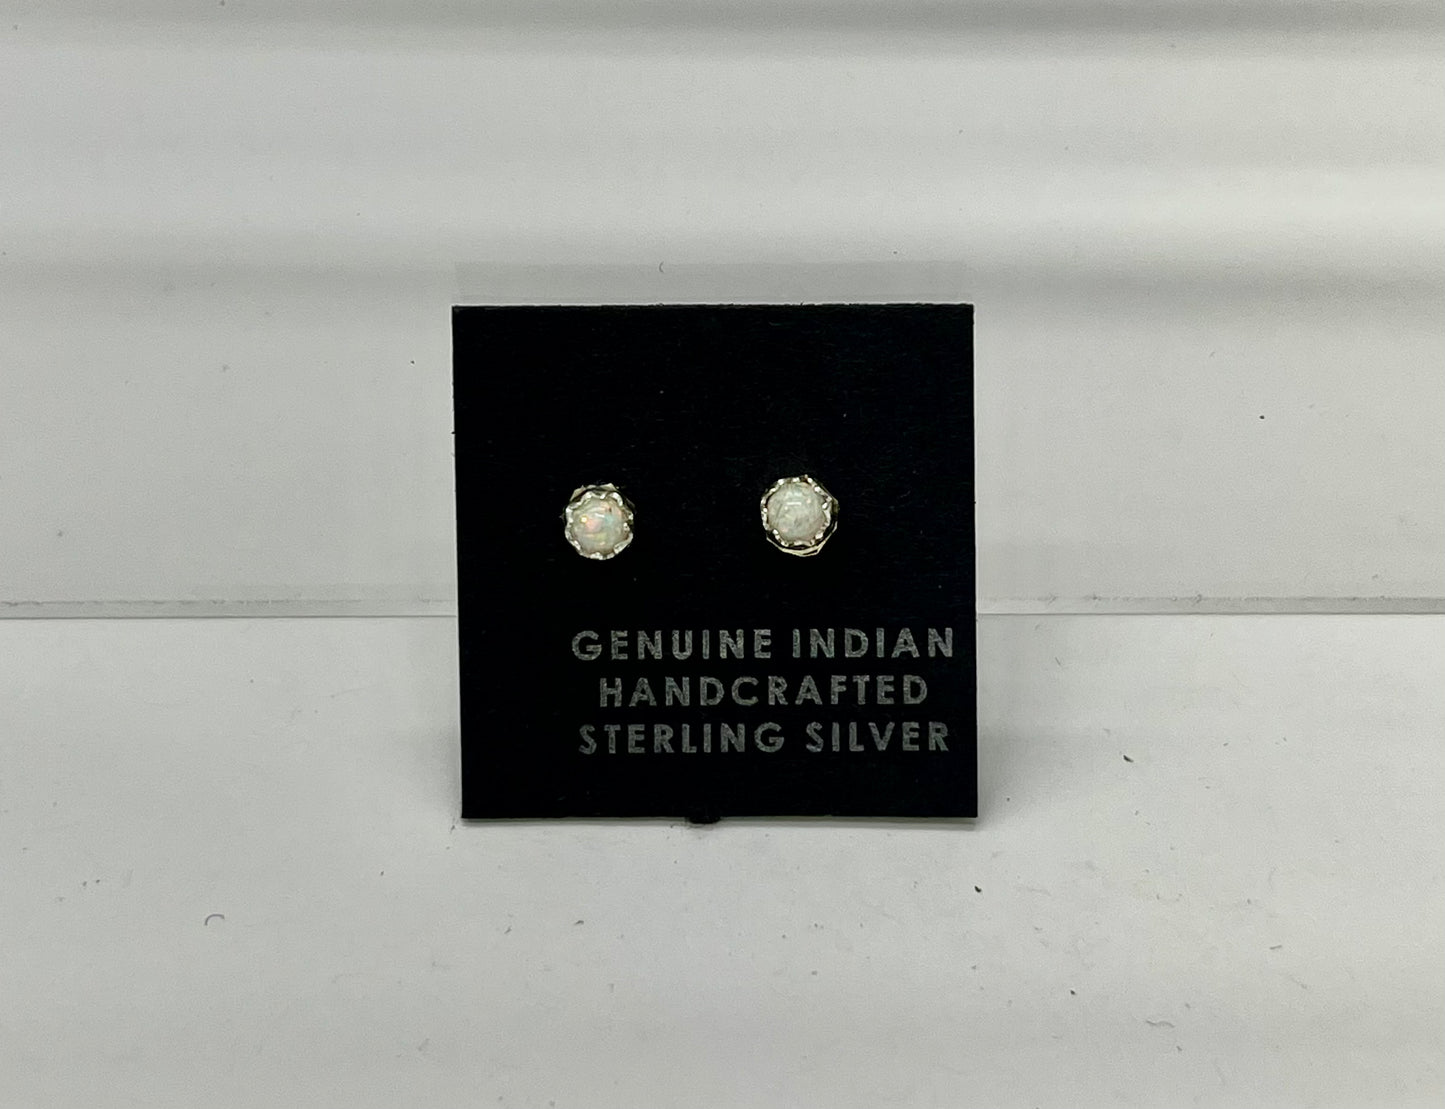 GENUINE INDIAN
HANDCRAFTED
STERLING SILVER